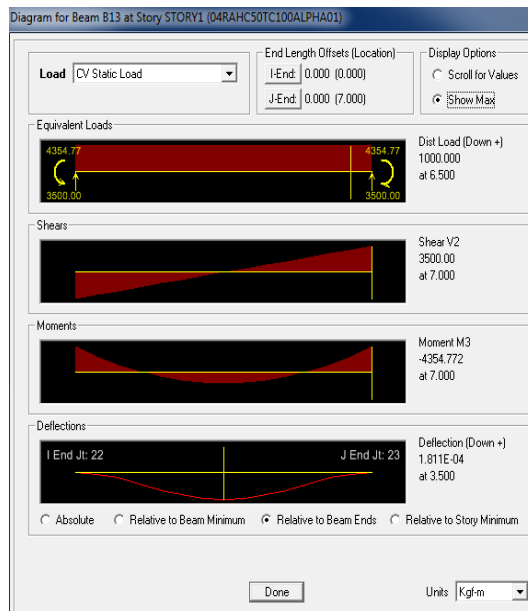 Diagram for Beam B13 at Story STORY1 (04RAHC50TC100ALPHA01)
Load CV Static Load
End Length Offsets (Location)
I-End: 0.000 (0.000)
J-End: 0.000 (7.000)
Display Options
Scroll for Values
Show Max
Equivalent Loads
4354.77 4354.77
3500.00 3500.00
Dist Load (Down +)
1000.000
at 6.500
Shears
Shear V2
3500.00
at 7.000
Moments
Moment M3
-4354.772
at 7.000
Deflections
I End Jt: 22 J End Jt: 23
Deflection (Down +)
1.811E-04
at 3.500
Absolute Relative to Beam Minimum Relative to Beam Ends Relative to Story Minimum
Done Units Kgf-m